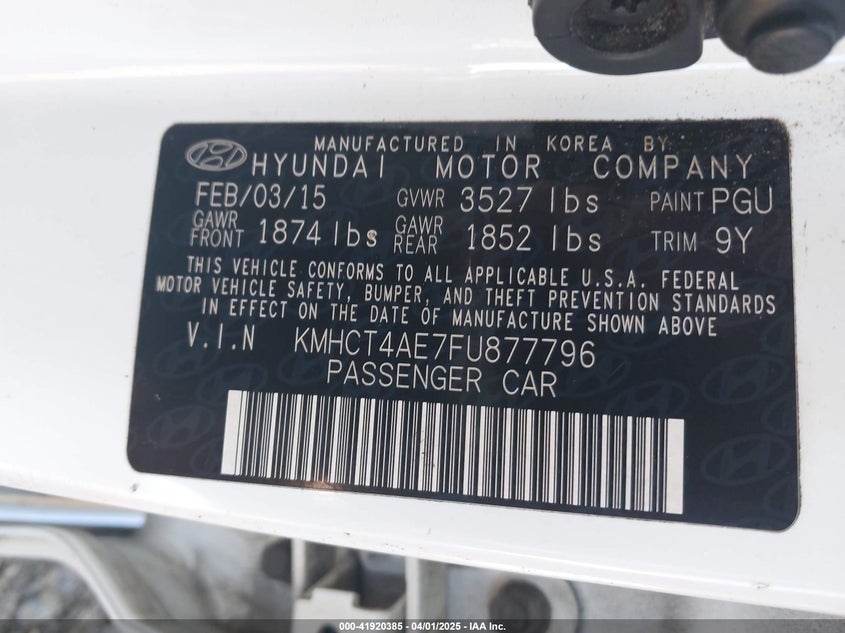 MANUFACTURED IN KOREA BY
HYUNDAI MOTOR COMPANY
FEB/03/15 GVWR 3527 lbs PAINT PGU
GAWR FRONT 1874 lbs GAWR REAR 1852 lbs TRIM 9Y
THIS VEHICLE CONFORMS TO ALL APPLICABLE U.S.A. FEDERAL
MOTOR VEHICLE SAFETY, BUMPER, AND THEFT PREVENTION STANDARDS
IN EFFECT ON THE DATE OF MANUFACTURE SHOWN ABOVE
V.I.N KMHCT4AE7FU877796
PASSENGER CAR
000-41920385 - 04/01/2025 - IAA Inc.